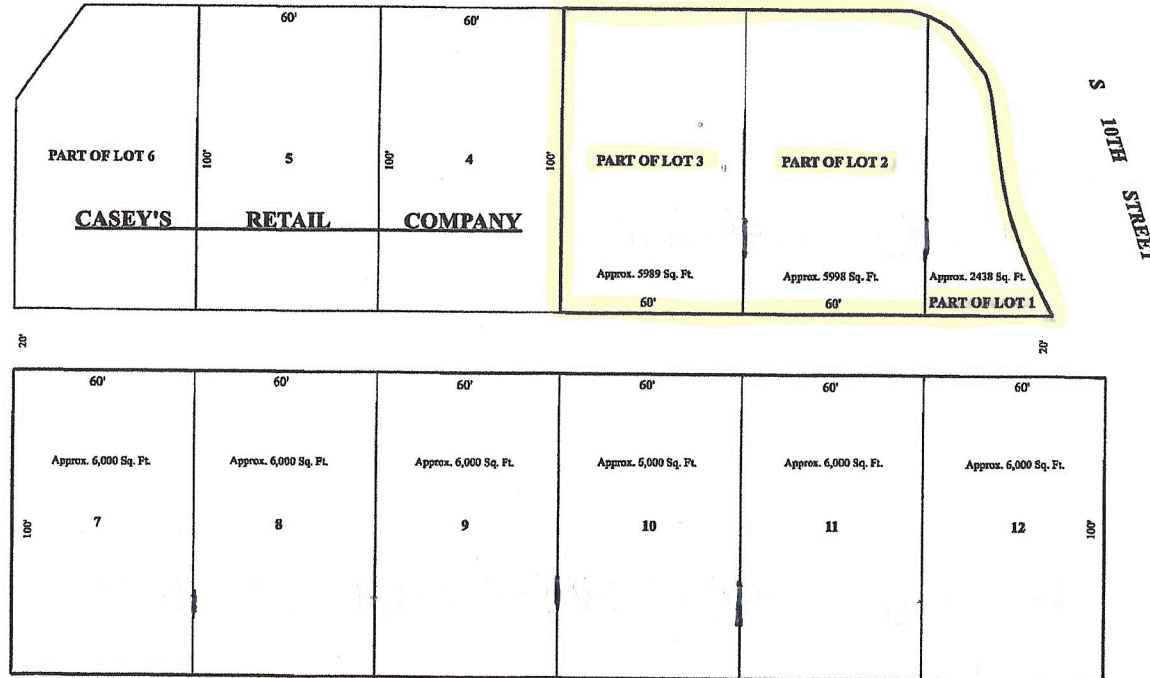 60' 60'
S 10TH STREET
PART OF LOT 6 100' 5 100' 4 100' PART OF LOT 3 PART OF LOT 2
CASEY'S RETAIL COMPANY
Approx. 5989 Sq. Ft. Approx. 5998 Sq. Ft. Approx. 2438 Sq. Ft.
60' 60' PART OF LOT 1
20' 20'
60' 60' 60' 60' 60' 60'
Approx. 6,000 Sq. Ft. Approx. 6,000 Sq. Ft. Approx. 6,000 Sq. Ft. Approx. 6,000 Sq. Ft. Approx. 6,000 Sq. Ft. Approx. 6,000 Sq. Ft.
100' 7 8 9 10 11 12 100'